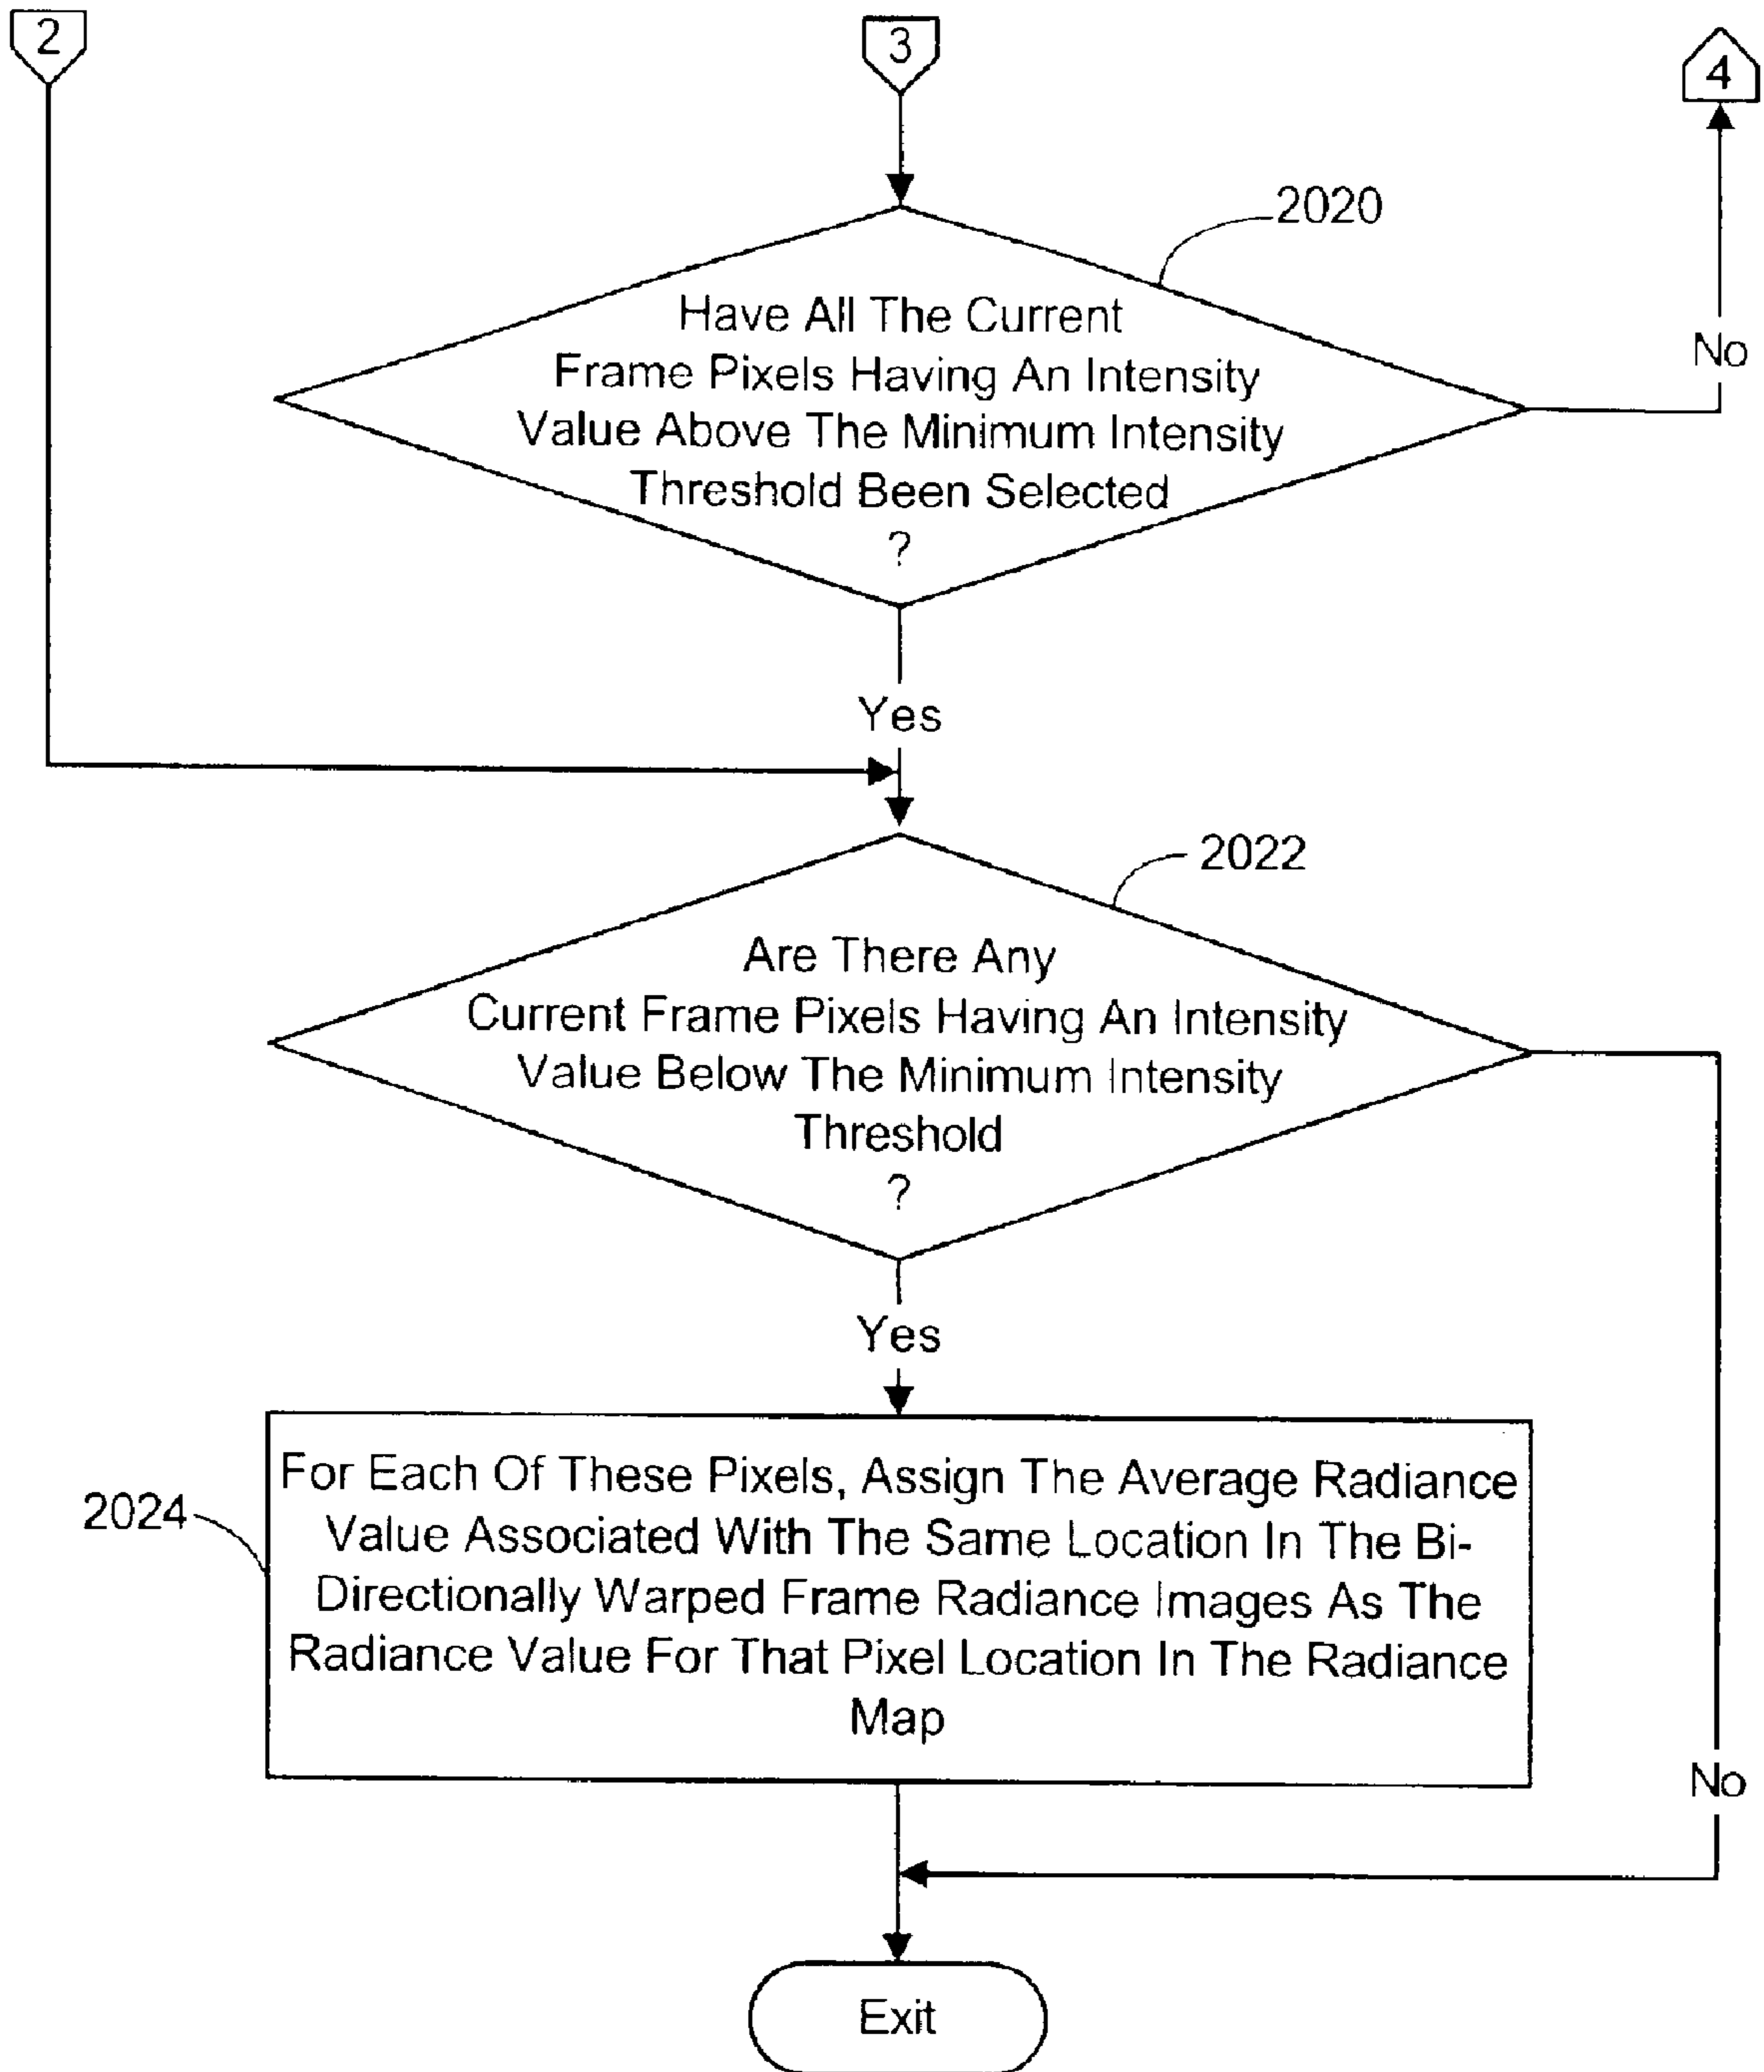 2
3
4
2020
Have All The Current
Frame Pixels Having An Intensity
Value Above The Minimum Intensity
Threshold Been Selected
?
No
Yes
2022
Are There Any
Current Frame Pixels Having An Intensity
Value Below The Minimum Intensity
Threshold
?
Yes
2024
For Each Of These Pixels, Assign The Average Radiance
Value Associated With The Same Location In The Bi-
Directionally Warped Frame Radiance Images As The
Radiance Value For That Pixel Location In The Radiance
Map
No
Exit